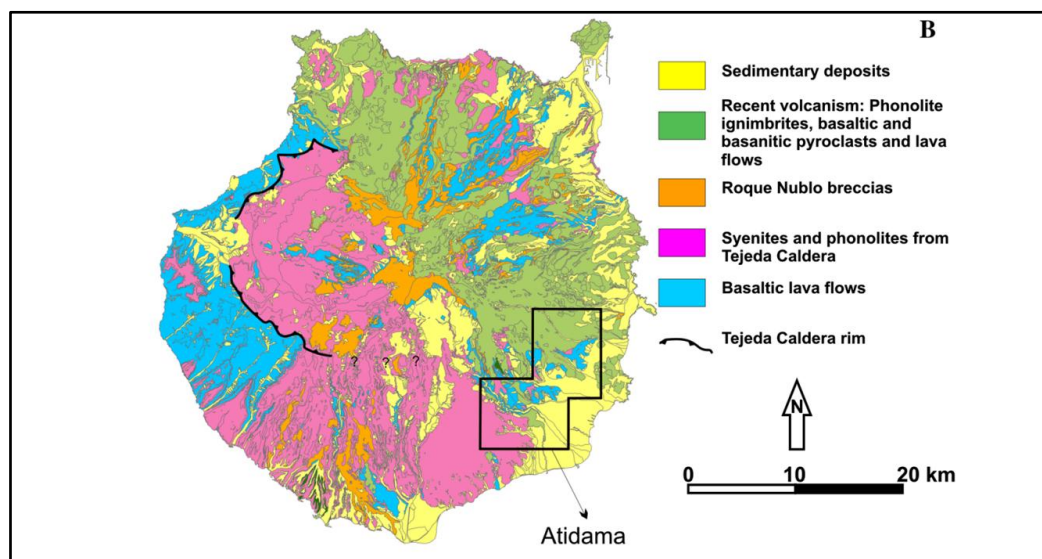 B
Sedimentary deposits
Recent volcanism: Phonolite
ignimbrites, basaltic and
basanitic pyroclasts and lava
flows
Roque Nublo breccias
Syenites and phonolites from
Tejeda Caldera
Basaltic lava flows
Tejeda Caldera rim
? ? ?
N
0 10 20 km
Atidama